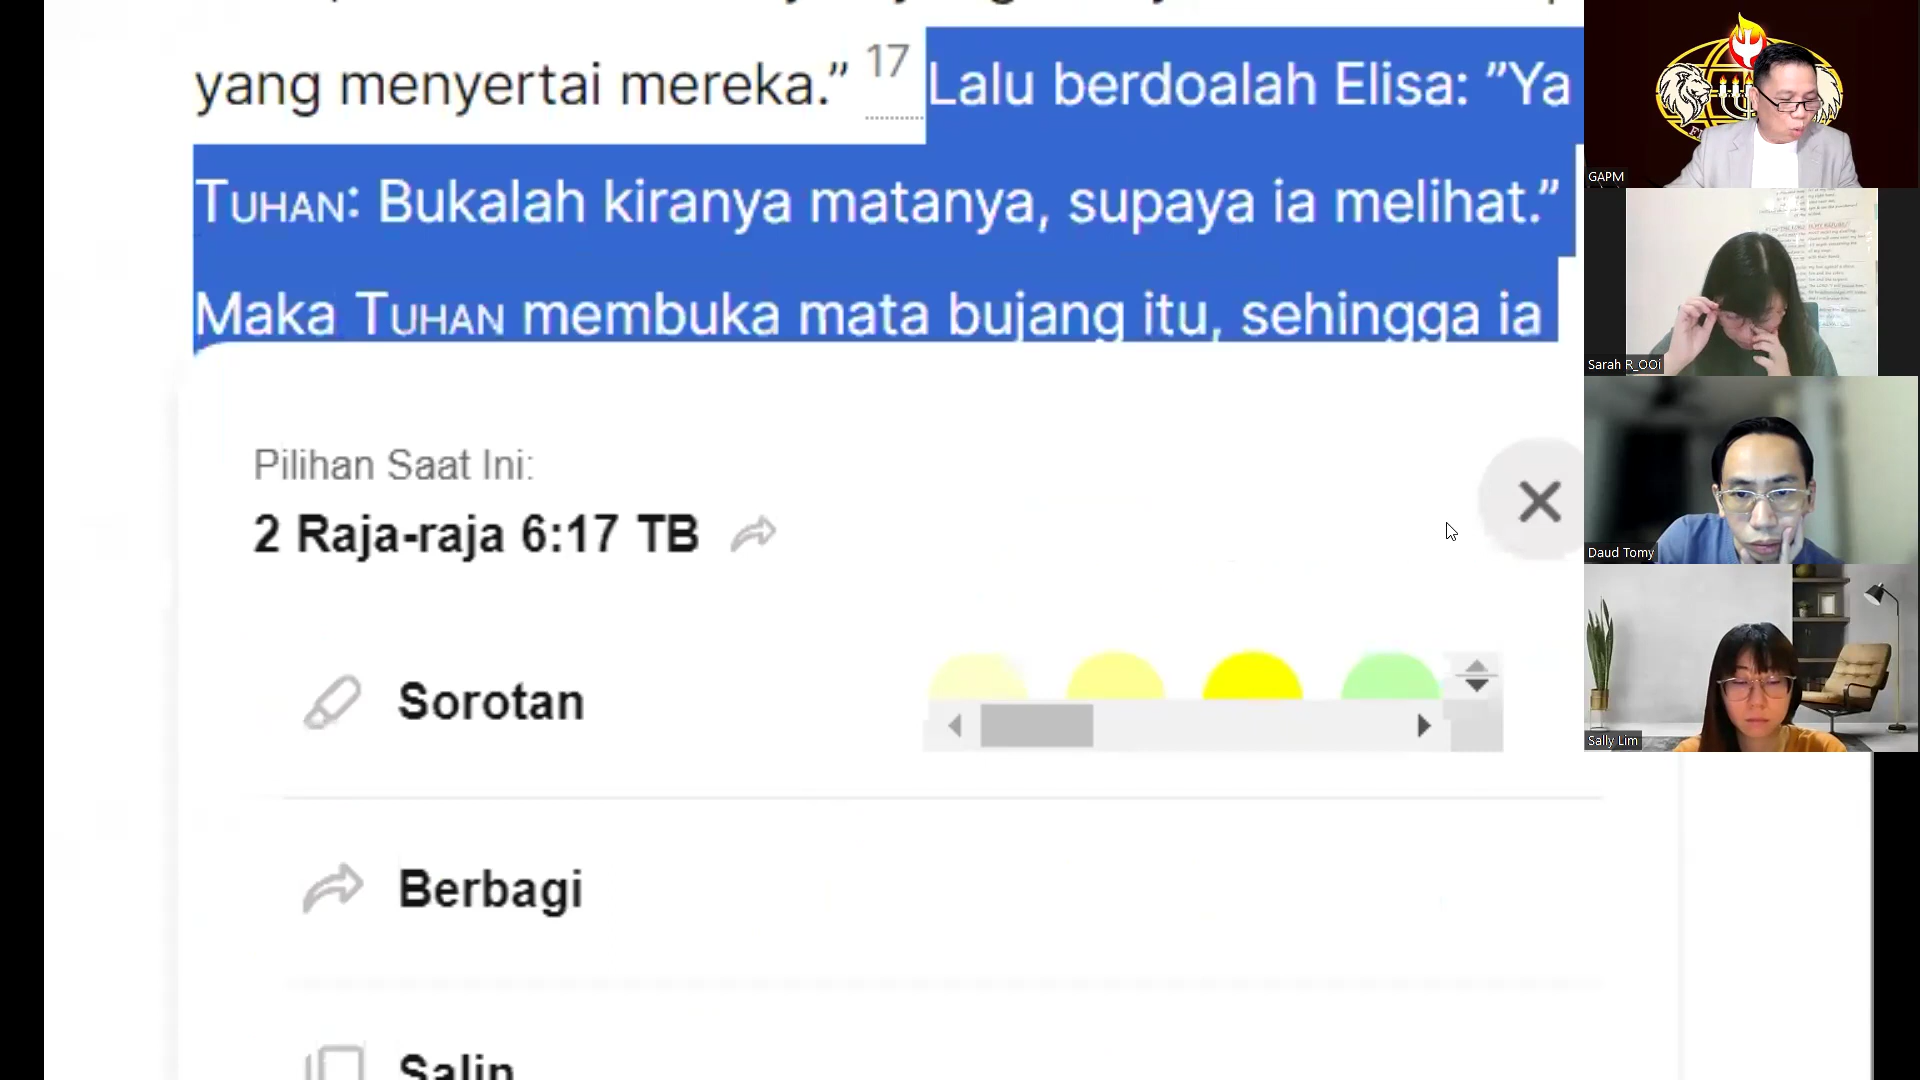 yang menyertai mereka.” 17 Lalu berdoalah Elisa: ”Ya
TUHAN: Bukalah kiranya matanya, supaya ia melihat.”
Maka TUHAN membuka mata bujang itu, sehingga ia
Pilihan Saat Ini:
2 Raja-raja 6:17 TB
Sorotan
Berbagi
Salin
GAPM
Sarah R_OOi
Daud Tomy
Sally Lim